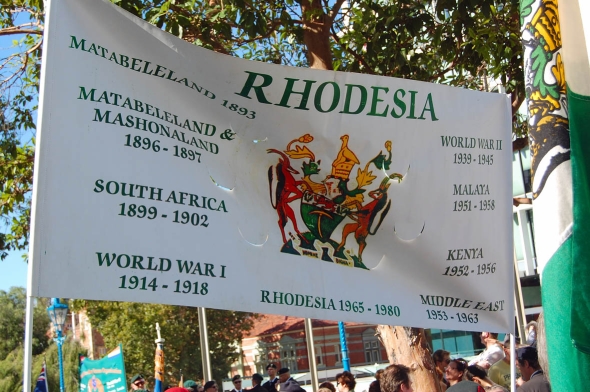 RHODESIA
MATABELELAND 1893
MATABELELAND &
MASHONALAND
1896 - 1897
SOUTH AFRICA
1899 - 1902
WORLD WAR I
1914 - 1918
RHODESIA 1965 - 1980
WORLD WAR II
1939 - 1945
MALAYA
1951 - 1958
KENYA
1952 - 1956
MIDDLE EAST
1953 - 1963